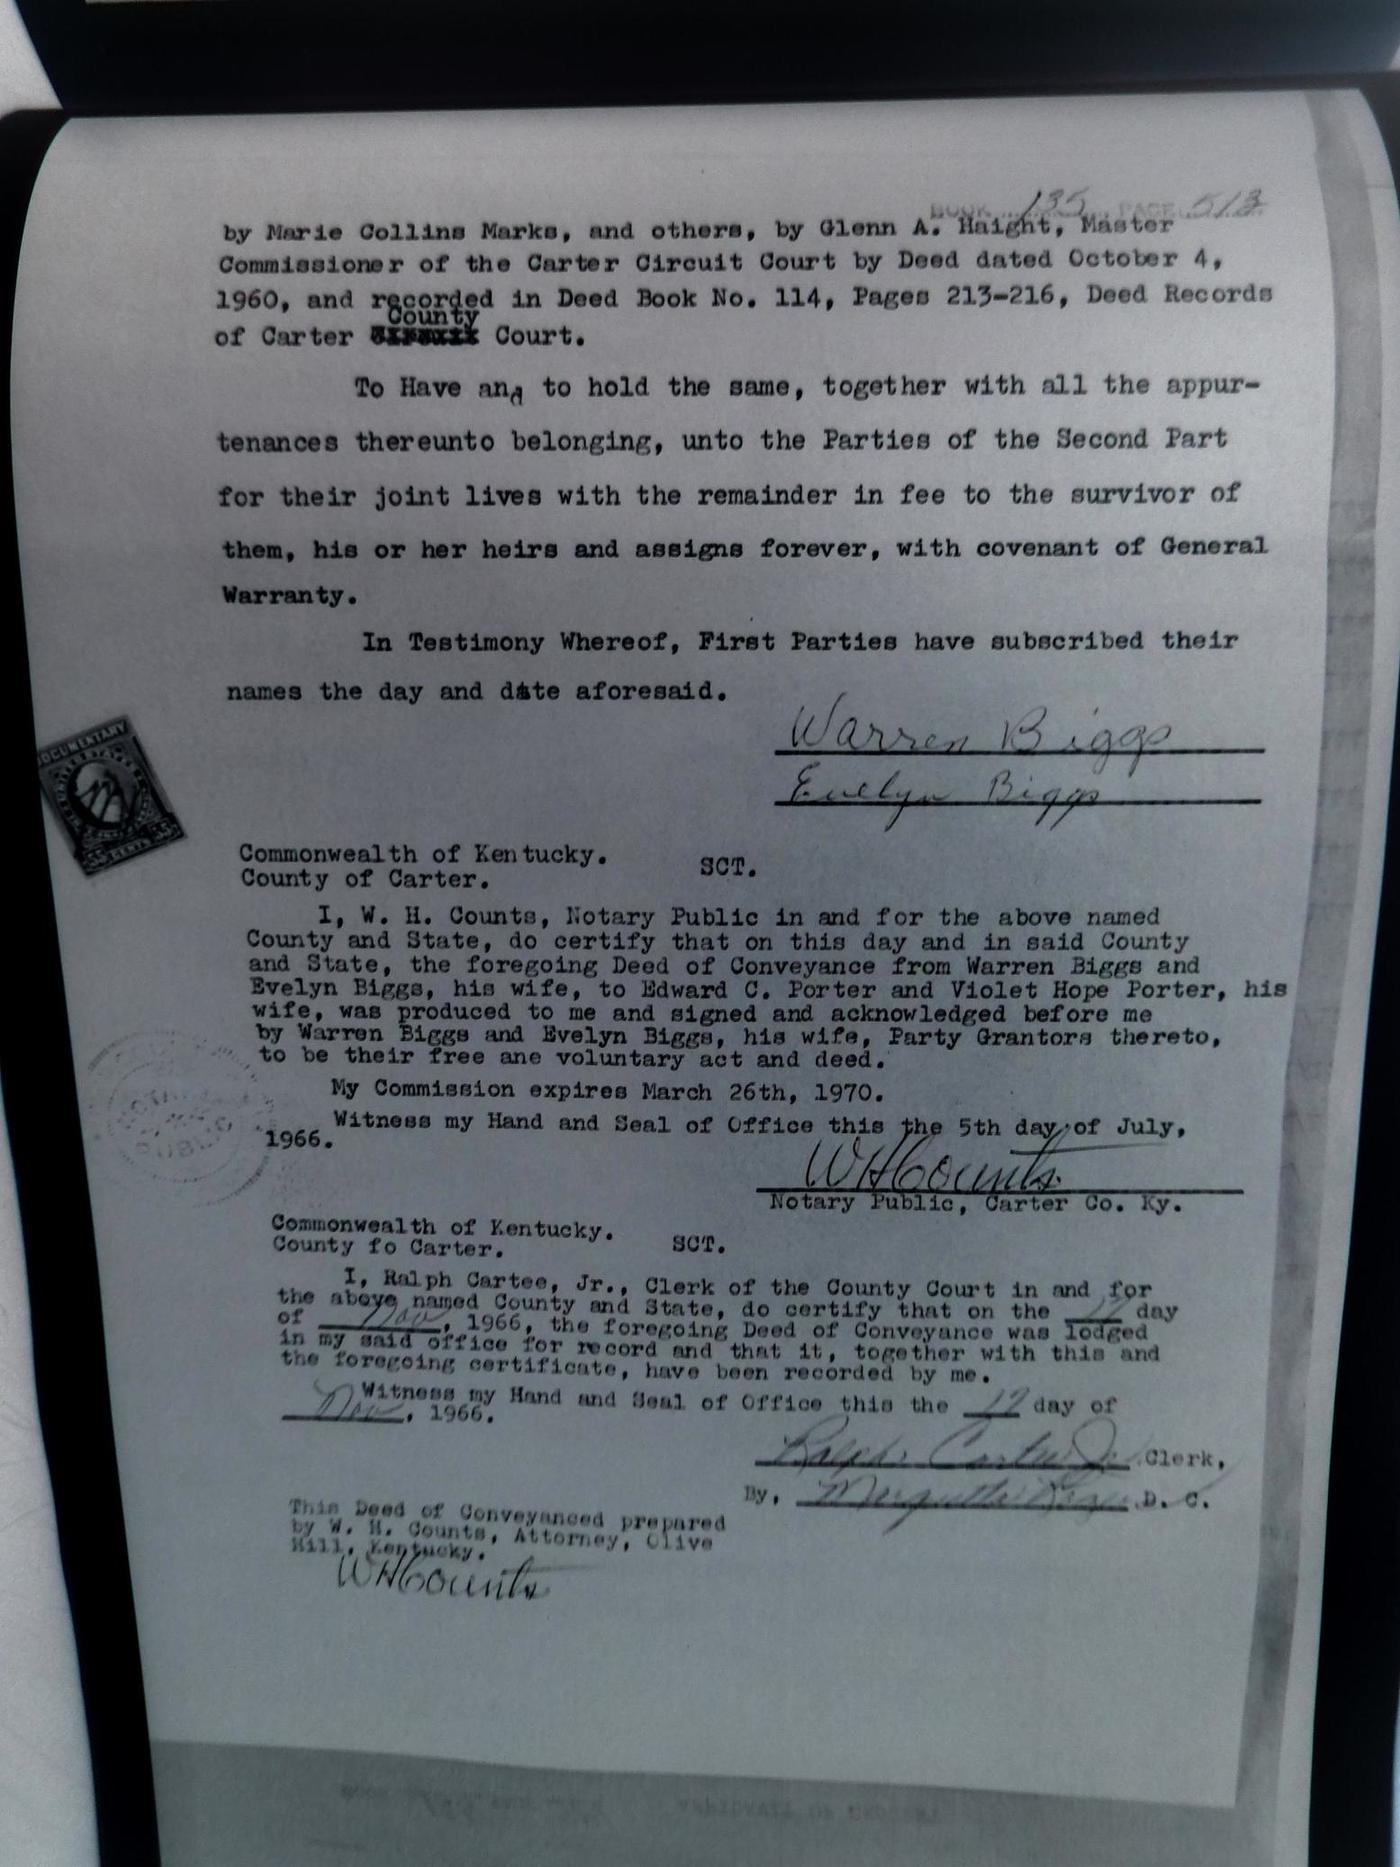 BOOK 135 PAGE 513
by Marie Collins Marks, and others, by Glenn A. Haight, Master
Commissioner of the Carter Circuit Court by Deed dated October 4,
1960, and recorded in Deed Book No. 114, Pages 213-216, Deed Records
County
of Carter Court.
To Have and to hold the same, together with all the appur-
tenances thereunto belonging, unto the Parties of the Second Part
for their joint lives with the remainder in fee to the survivor of
them, his or her heirs and assigns forever, with covenant of General
Warranty.
In Testimony Whereof, First Parties have subscribed their
names the day and date aforesaid.
Warren Biggs
Evelyn Biggs
DOCUMENTARY
55 CENTS 55
Commonwealth of Kentucky.
SCT.
County of Carter.
I, W. H. Counts, Notary Public in and for the above named
County and State, do certify that on this day and in said County
and State, the foregoing Deed of Conveyance from Warren Biggs and
Evelyn Biggs, his wife, to Edward C. Porter and Violet Hope Porter, his
wife, was produced to me and signed and acknowledged before me
by Warren Biggs and Evelyn Biggs, his wife, Party Grantors thereto,
to be their free ane voluntary act and deed.
My Commission expires March 26th, 1970.
Witness my Hand and Seal of Office this the 5th day of July,
1966.
NOTARY
PUBLIC
WHCounts
Notary Public, Carter Co. Ky.
Commonwealth of Kentucky.
County fo Carter.
SCT.
I, Ralph Cartee, Jr., Clerk of the County Court in and for
the above named County and State, do certify that on the 17 day
of Nov, 1966, the foregoing Deed of Conveyance was lodged
in my said office for record and that it, together with this and
the foregoing certificate, have been recorded by me.
Witness my Hand and Seal of Office this the 17 day of
Nov, 1966.
Ralph Cartee Jr. Clerk,
By, D. C.
This Deed of Conveyanced prepared
by W. H. Counts, Attorney, Olive
Hill, Kentucky.
WHCounts